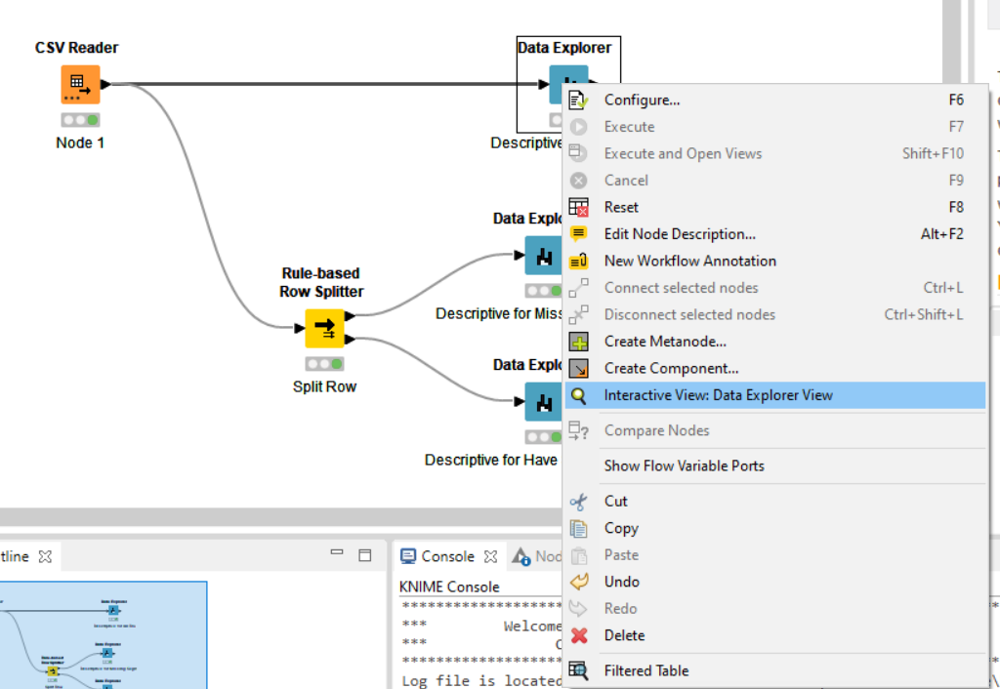 CSV Reader
Node 1
Data Explorer
Descriptive
Rule-based
Row Splitter
Split Row
Data Explo
Descriptive for Miss
Data Explo
Descriptive for Have
Configure... F6
Execute F7
Execute and Open Views Shift+F10
Cancel F9
Reset F8
Edit Node Description... Alt+F2
New Workflow Annotation
Connect selected nodes Ctrl+L
Disconnect selected nodes Ctrl+Shift+L
Create Metanode...
Create Component...
Interactive View: Data Explorer View
Compare Nodes
Show Flow Variable Ports
Cut
Copy
Paste
Undo
Redo
Delete
Filtered Table
tline
Console Nod
KNIME Console
*** Welcome
***
Log file is located